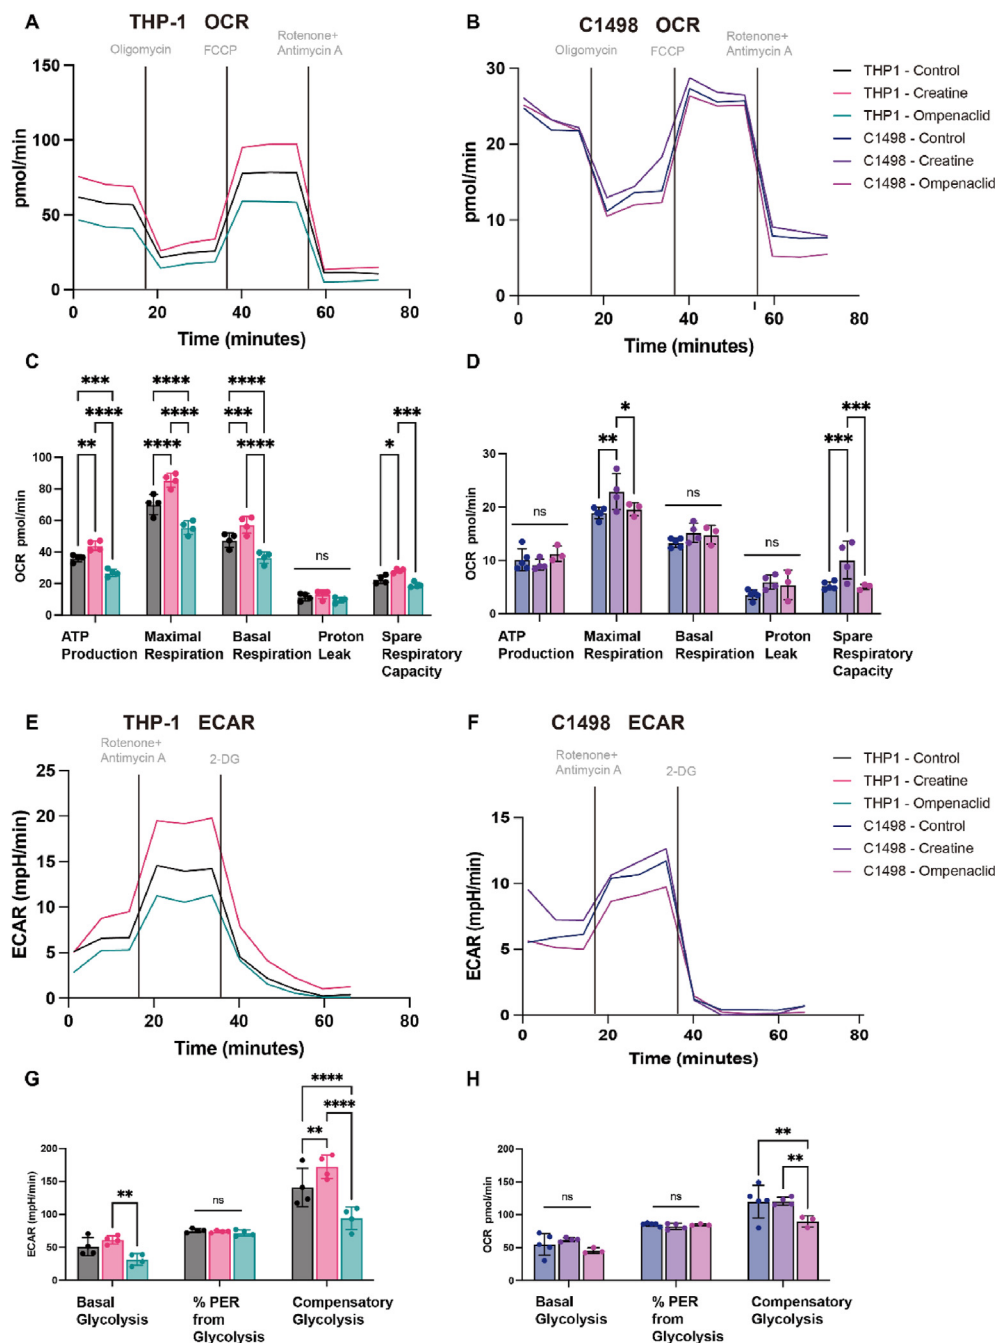 A THP-1 OCR
Oligomycin
FCCP
Rotenone+
Antimycin A
150
100
50
0
pmol/min
0 20 40 60 80
Time (minutes)
B C1498 OCR
Oligomycin
FCCP
Rotenone+
Antimycin A
30
20
10
0
pmol/min
0 20 40 60 80
Time (minutes)
THP1 - Control
THP1 - Creatine
THP1 - Ompenaclid
C1498 - Control
C1498 - Creatine
C1498 - Ompenaclid
C
*** **** ****
**** **** *** ***
** **** **** *
ns
100
80
60
40
20
0
OCR pmol/min
ATP
Production
Maximal
Respiration
Basal
Respiration
Proton
Leak
Spare
Respiratory
Capacity
D
* ***
** ***
ns ns ns
30
20
10
0
OCR pmol/min
ATP
Production
Maximal
Respiration
Basal
Respiration
Proton
Leak
Spare
Respiratory
Capacity
E THP-1 ECAR
Rotenone+
Antimycin A
2-DG
25
20
15
10
5
0
ECAR (mpH/min)
0 20 40 60 80
Time (minutes)
F C1498 ECAR
Rotenone+
Antimycin A
2-DG
15
10
5
0
ECAR (mpH/min)
0 20 40 60 80
Time (minutes)
THP1 - Control
THP1 - Creatine
THP1 - Ompenaclid
C1498 - Control
C1498 - Creatine
C1498 - Ompenaclid
G
****
****
**
**
ns
200
150
100
50
0
ECAR (mpH/min)
Basal
Glycolysis
% PER
from
Glycolysis
Compensatory
Glycolysis
H
**
**
ns ns
200
150
100
50
0
OCR pmol/min
Basal
Glycolysis
% PER
from
Glycolysis
Compensatory
Glycolysis